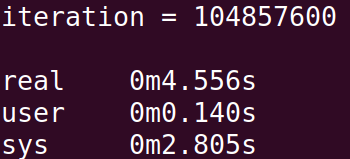 iteration = 104857600
real 0m4.556s
user 0m0.140s
sys 0m2.805s